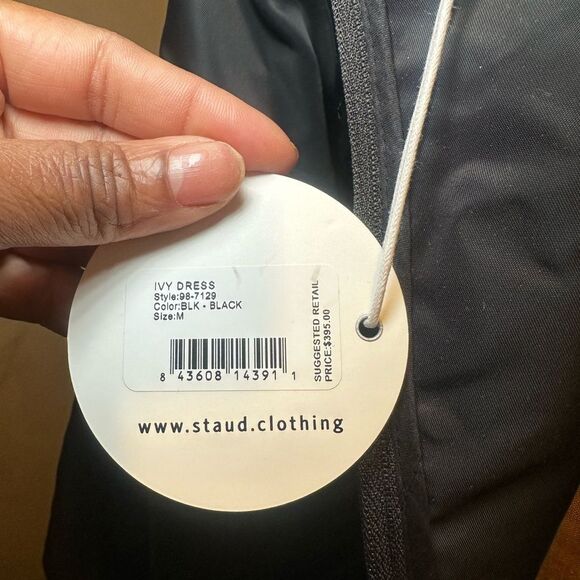 IVY DRESS
Style:98-7129
Color:BLK - BLACK
Size:M
8 43608 14391 1
SUGGESTED RETAIL
PRICE:$395.00
www.staud.clothing